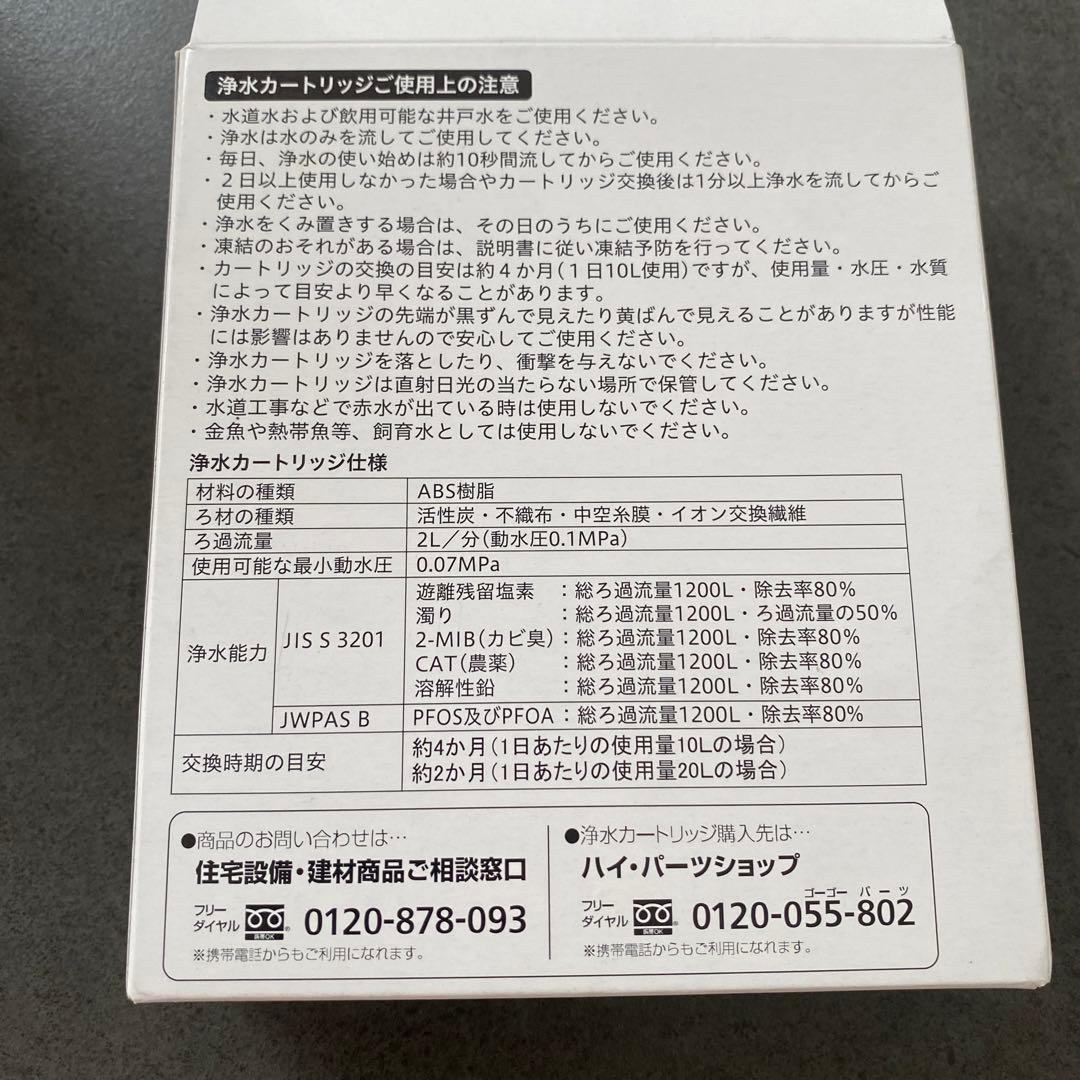 浄水カートリッジご使用上の注意
・水道水および飲用可能な井戸水をご使用ください。
・浄水は水のみを流してご使用してください。
・毎日、浄水の使い始めは約10秒間流してからご使用ください。
・２日以上使用しなかった場合やカートリッジ交換後は1分以上浄水を流してからご
使用ください。
・浄水をくみ置きする場合は、その日のうちにご使用ください。
・凍結のおそれがある場合は、説明書に従い凍結予防を行ってください。
・カートリッジの交換の目安は約４か月（１日10L使用）ですが、使用量・水圧・水質
によって目安より早くなることがあります。
・浄水カートリッジの先端が黒ずんで見えたり黄ばんで見えることがありますが性能
には影響はありませんので安心してご使用ください。
・浄水カートリッジを落としたり、衝撃を与えないでください。
・浄水カートリッジは直射日光の当たらない場所で保管してください。
・水道工事などで赤水が出ている時は使用しないでください。
・金魚や熱帯魚等、飼育水としては使用しないでください。
浄水カートリッジ仕様
材料の種類 ABS樹脂
ろ材の種類 活性炭・不織布・中空糸膜・イオン交換繊維
ろ過流量 2L／分（動水圧0.1MPa）
使用可能な最小動水圧 0.07MPa
浄水能力 JIS S 3201 遊離残留塩素 ：総ろ過流量1200L・除去率80%
濁り ：総ろ過流量1200L・ろ過流量の50%
2-MIB（カビ臭）：総ろ過流量1200L・除去率80%
CAT（農薬） ：総ろ過流量1200L・除去率80%
溶解性鉛 ：総ろ過流量1200L・除去率80%
JWPAS B PFOS及びPFOA：総ろ過流量1200L・除去率80%
交換時期の目安 約4か月（1日あたりの使用量10Lの場合）
約2か月（1日あたりの使用量20Lの場合）
●商品のお問い合わせは…
住宅設備・建材商品ご相談窓口
フリーダイヤル 携帯OK 0120-878-093
※携帯電話からもご利用になれます。
●浄水カートリッジ購入先は…
ハイ・パーツショップ
ゴーゴー パーツ
フリーダイヤル 携帯OK 0120-055-802
※携帯電話からもご利用になれます。